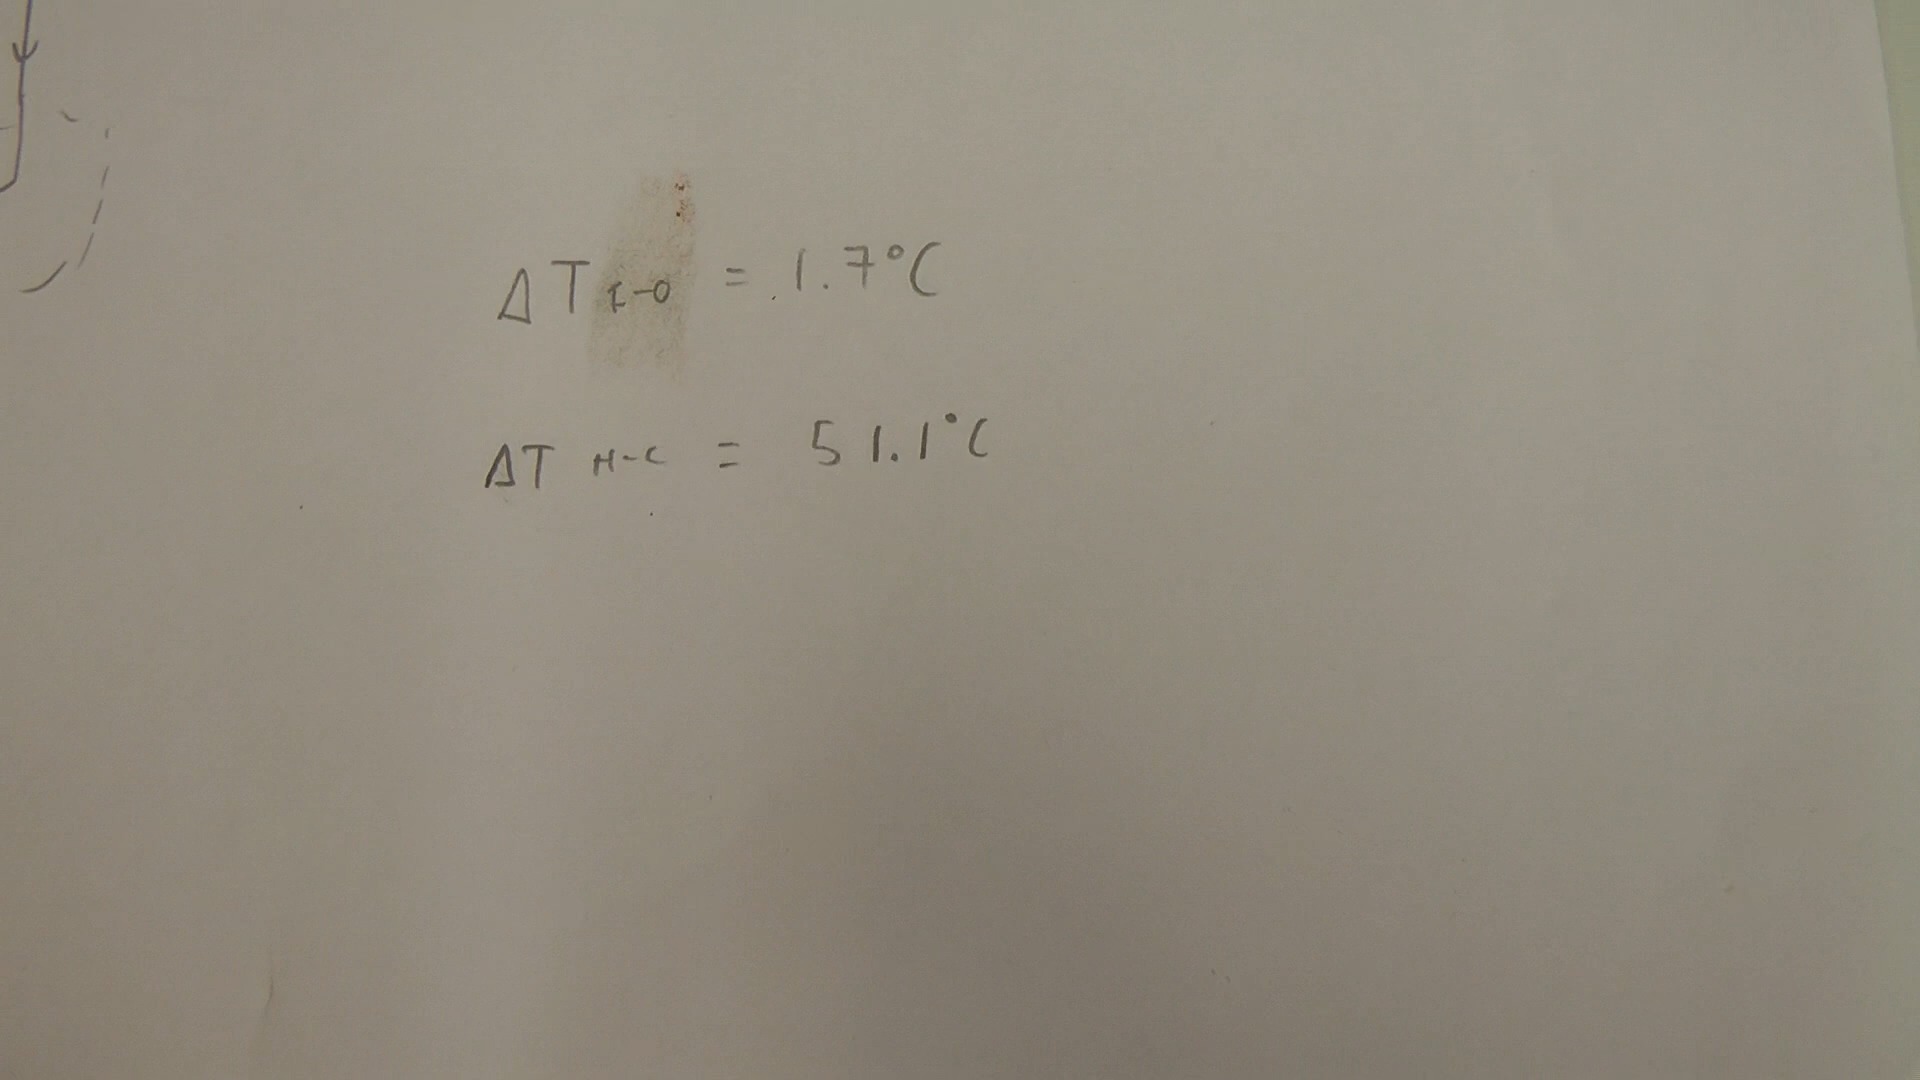 ΔT I-O = 1.7°C
ΔT H-C = 51.1°C